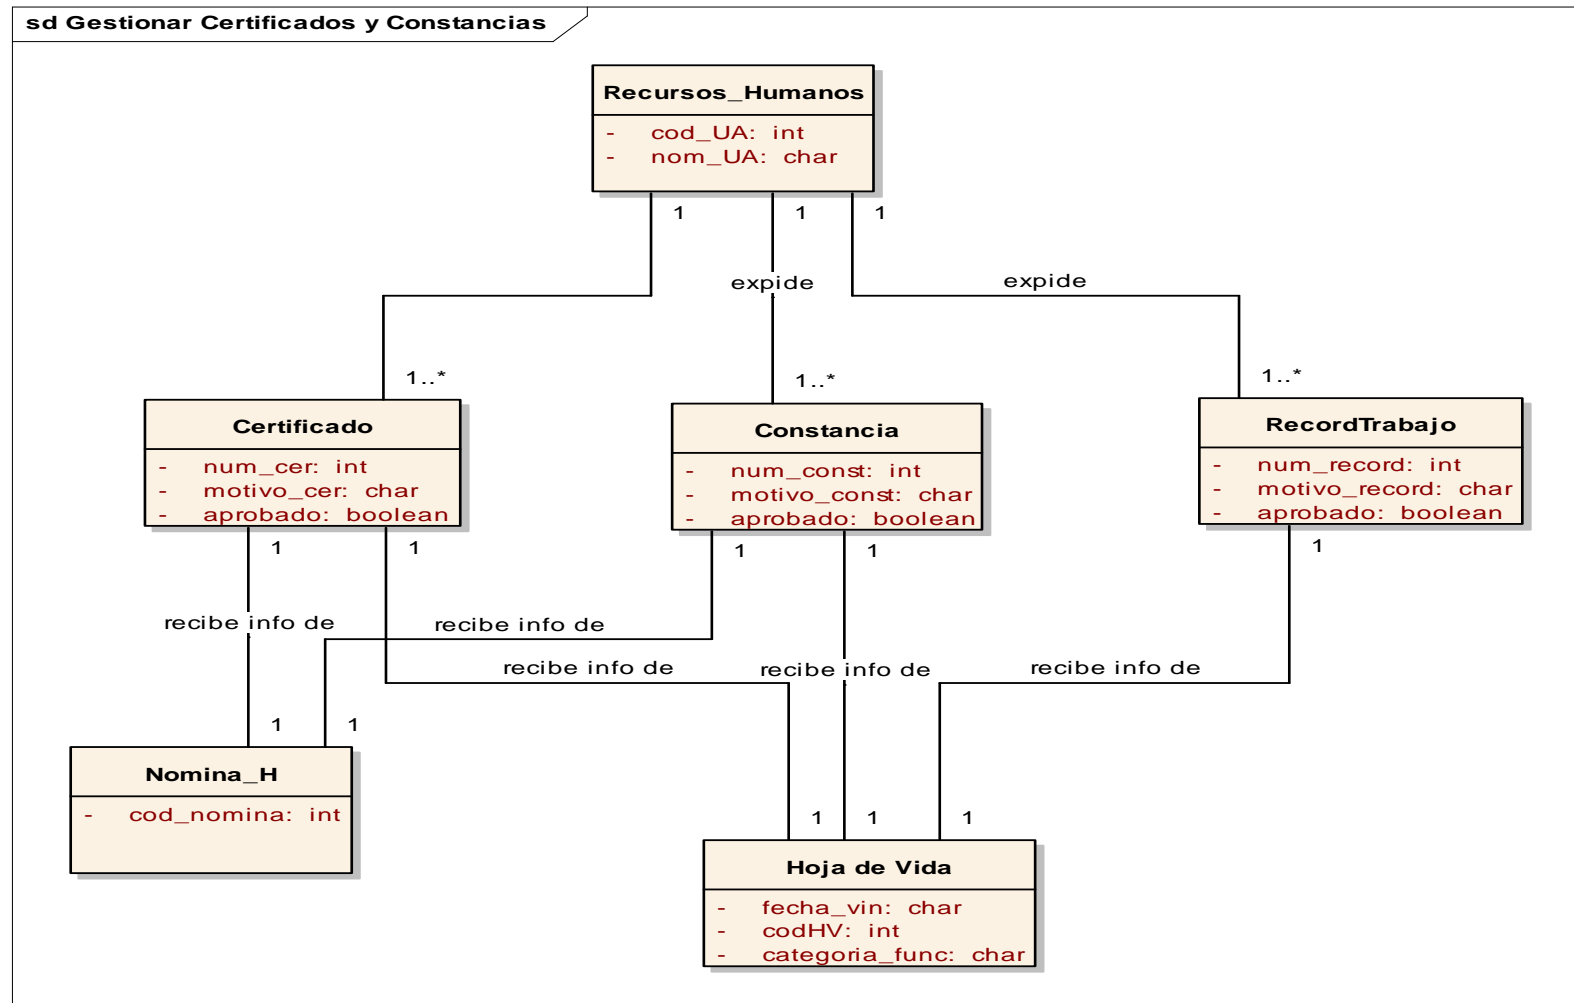 sd Gestionar Certificados y Constancias
Recursos_Humanos
- cod_UA: int
- nom_UA: char
1 1 1
expide expide
1..* 1..* 1..*
Certificado
- num_cer: int
- motivo_cer: char
- aprobado: boolean
Constancia
- num_const: int
- motivo_const: char
- aprobado: boolean
RecordTrabajo
- num_record: int
- motivo_record: char
- aprobado: boolean
1 1 1 1 1
recibe info de recibe info de
recibe info de recibe info de recibe info de
1 1
Nomina_H
- cod_nomina: int
1 1 1
Hoja de Vida
- fecha_vin: char
- codHV: int
- categoria_func: char